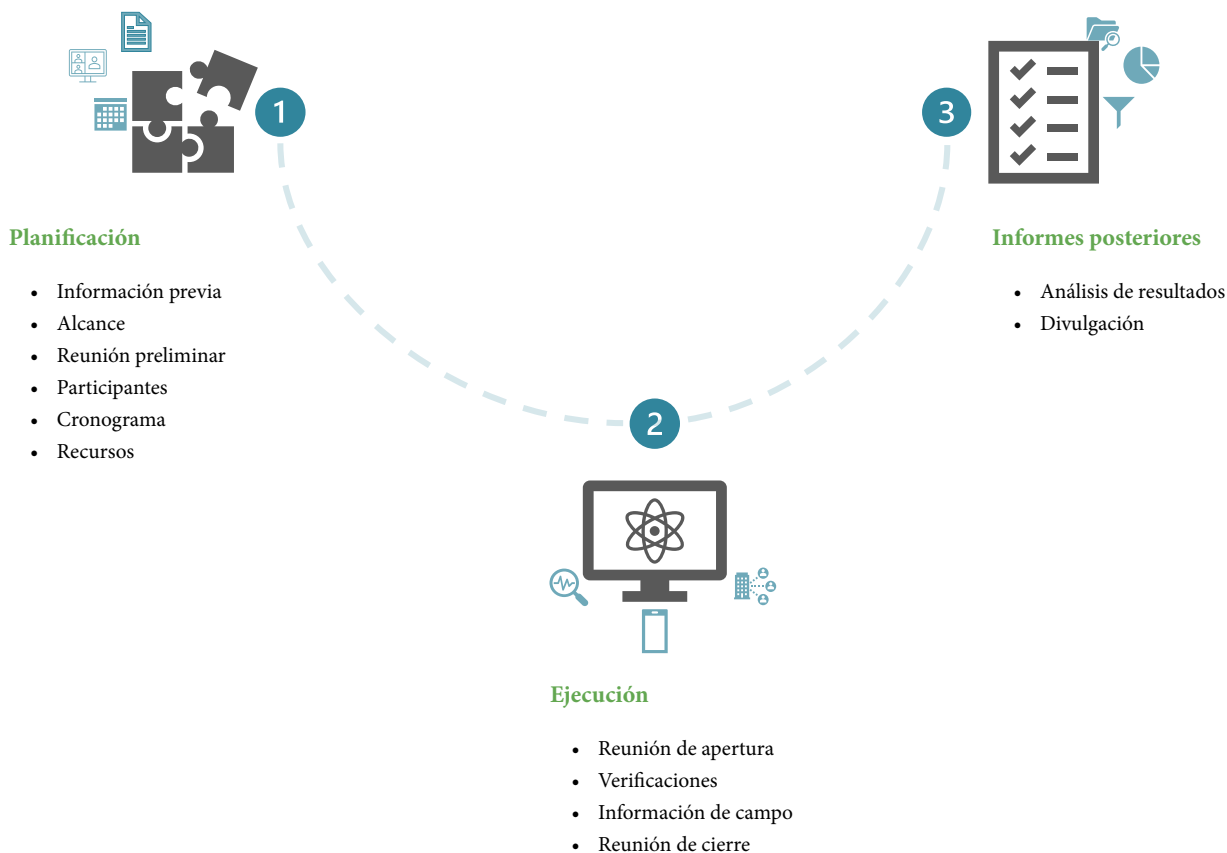 1
Planificación
• Información previa
• Alcance
• Reunión preliminar
• Participantes
• Cronograma
• Recursos
2
Ejecución
• Reunión de apertura
• Verificaciones
• Información de campo
• Reunión de cierre
3
Informes posteriores
• Análisis de resultados
• Divulgación